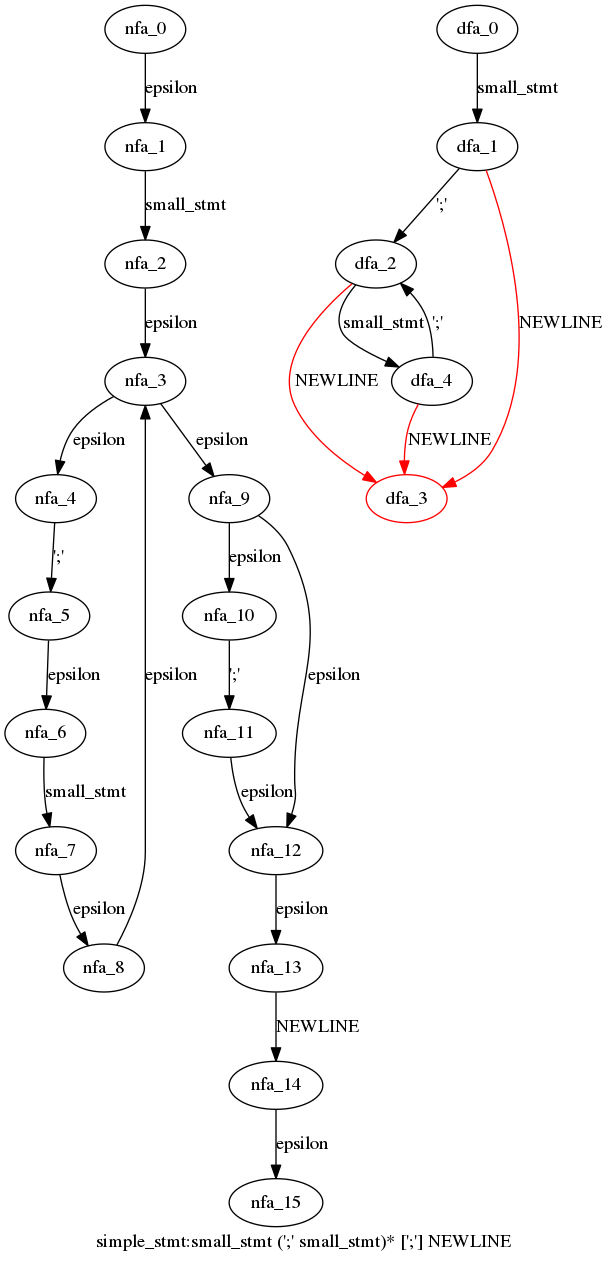 nfa_0
epsilon
nfa_1
small_stmt
nfa_2
epsilon
nfa_3
epsilon
epsilon
nfa_4
nfa_9
';'
epsilon
nfa_5
nfa_10
epsilon
';'
epsilon
epsilon
nfa_6
nfa_11
small_stmt
epsilon
nfa_7
nfa_12
epsilon
epsilon
nfa_8
nfa_13
NEWLINE
nfa_14
epsilon
nfa_15
dfa_0
small_stmt
dfa_1
';'
dfa_2
small_stmt
';'
NEWLINE
NEWLINE
dfa_4
NEWLINE
dfa_3
simple_stmt:small_stmt (';' small_stmt)* [';'] NEWLINE